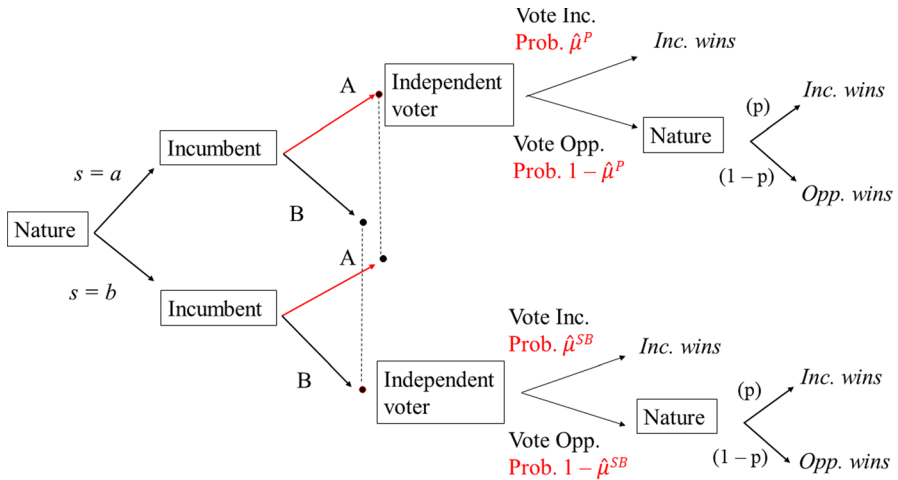 Vote Inc.
Prob. μ̂ᴾ
Inc. wins
A
Independent
voter
Inc. wins
(p)
Incumbent
Vote Opp.
Prob. 1 − μ̂ᴾ
Nature
(1 – p)
Opp. wins
s = a
B
Nature
A
s = b
Incumbent
Vote Inc.
Prob. μ̂ˢᴮ
Inc. wins
B
Independent
voter
(p)
Inc. wins
Nature
Vote Opp.
Prob. 1 − μ̂ˢᴮ
(1 – p)
Opp. wins